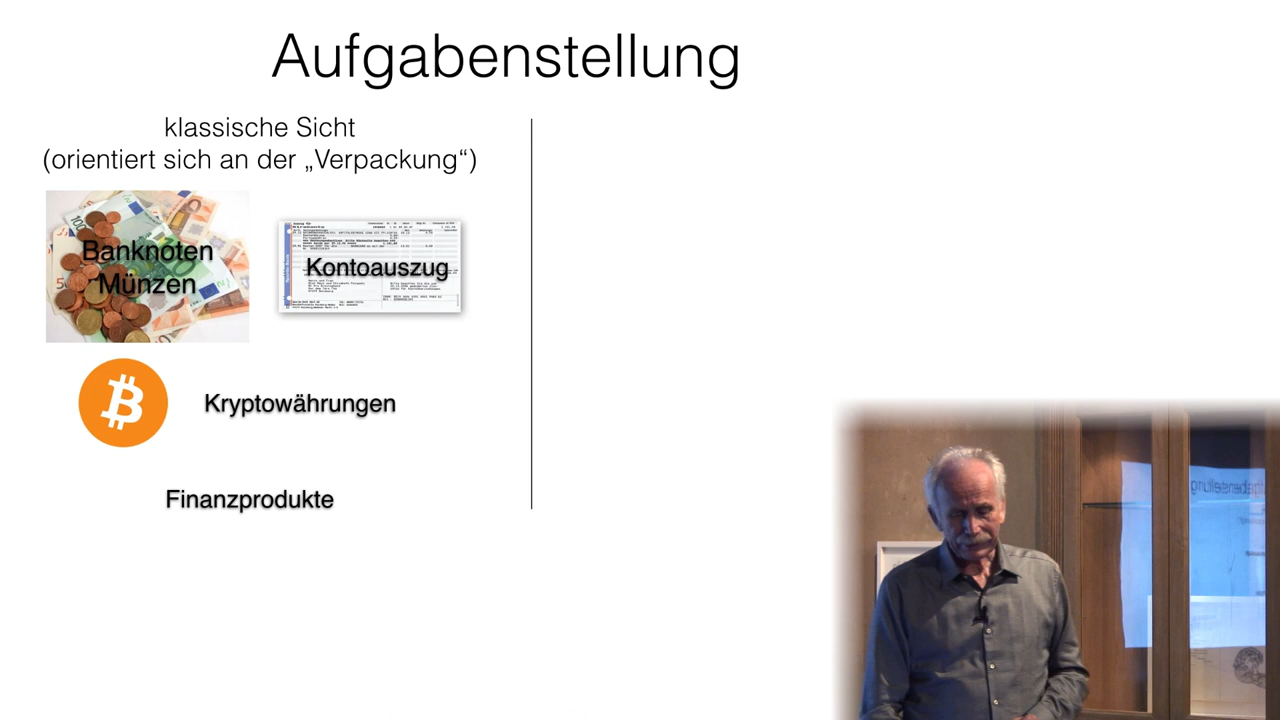 Aufgabenstellung
klassische Sicht
(orientiert sich an der „Verpackung“)
Banknoten
Münzen
Kontoauszug
Kryptowährungen
Finanzprodukte